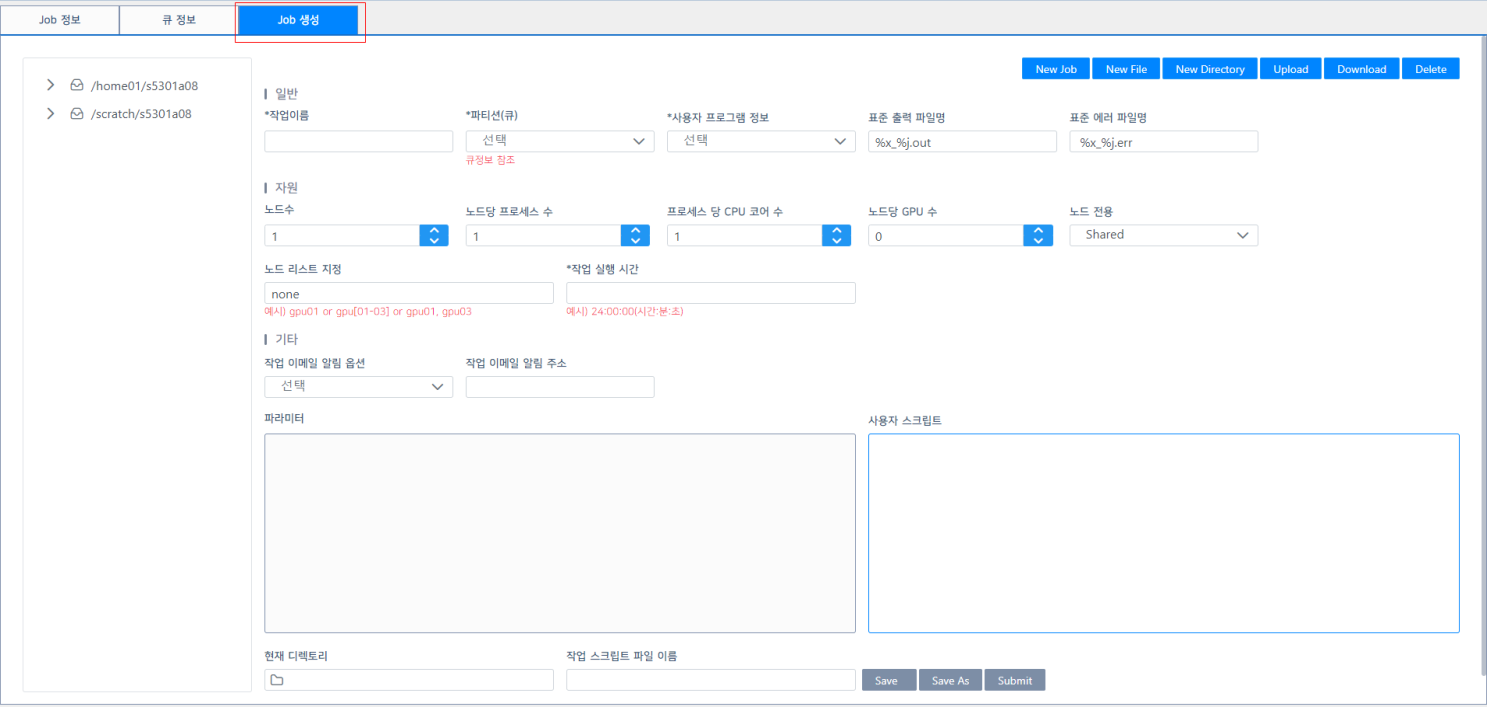 Job 정보
큐 정보
Job 생성
New Job
New File
New Directory
Upload
Download
Delete
/home01/s5301a08
/scratch/s5301a08
일반
*작업이름
*파티션(큐)
*사용자 프로그램 정보
표준 출력 파일명
표준 에러 파일명
선택
선택
%x_%j.out
%x_%j.err
큐정보 참조
자원
노드수
노드당 프로세스 수
프로세스 당 CPU 코어 수
노드당 GPU 수
노드 전용
1
1
1
0
Shared
노드 리스트 지정
*작업 실행 시간
none
예시) gpu01 or gpu[01-03] or gpu01, gpu03
예시) 24:00:00(시간:분:초)
기타
작업 이메일 알림 옵션
작업 이메일 알림 주소
선택
파라미터
사용자 스크립트
현재 디렉토리
작업 스크립트 파일 이름
Save
Save As
Submit